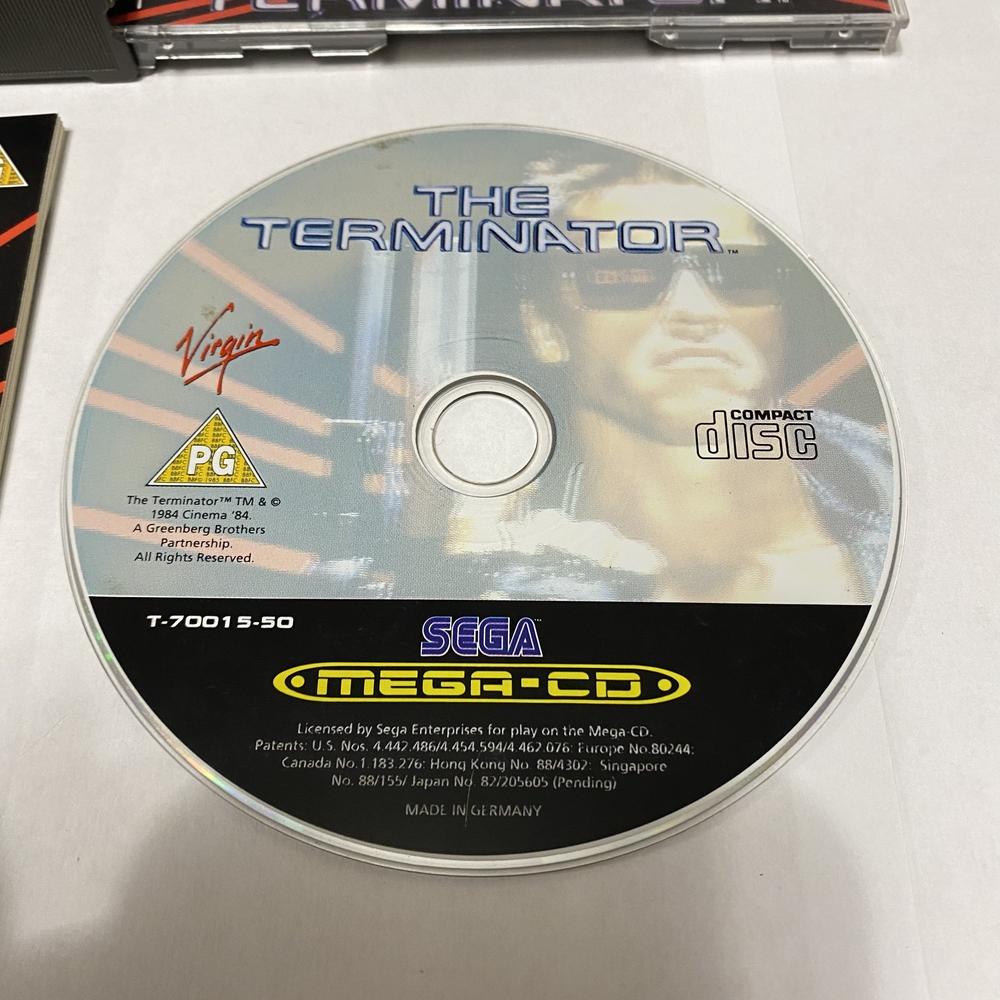 TERMINATOR
THE
TERMINATOR™
Virgin
PG
The Terminator™ TM & ©
1984 Cinema '84.
A Greenberg Brothers
Partnership.
All Rights Reserved.
COMPACT
disc
T-70015-50
SEGA™
MEGA-CD
Licensed by Sega Enterprises for play on the Mega-CD.
Patents: U.S. Nos. 4.442.486/4.454.594/4.462.076: Europe No.80244:
Canada No.1.183.276: Hong Kong No. 88/4302: Singapore
No. 88/155/ Japan No. 82/205605 (Pending)
MADE IN GERMANY